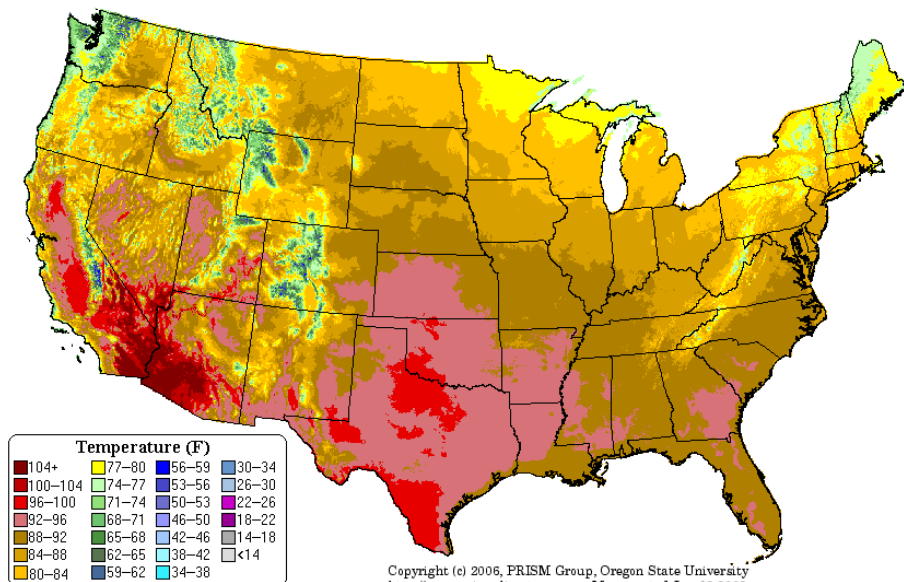 Temperature (F)
104+ 77–80 56–59 30–34
100–104 74–77 53–56 26–30
96–100 71–74 50–53 22–26
92–96 68–71 46–50 18–22
88–92 65–68 42–46 14–18
84–88 62–65 38–42 <14
80–84 59–62 34–38
Copyright (c) 2006, PRISM Group, Oregon State University